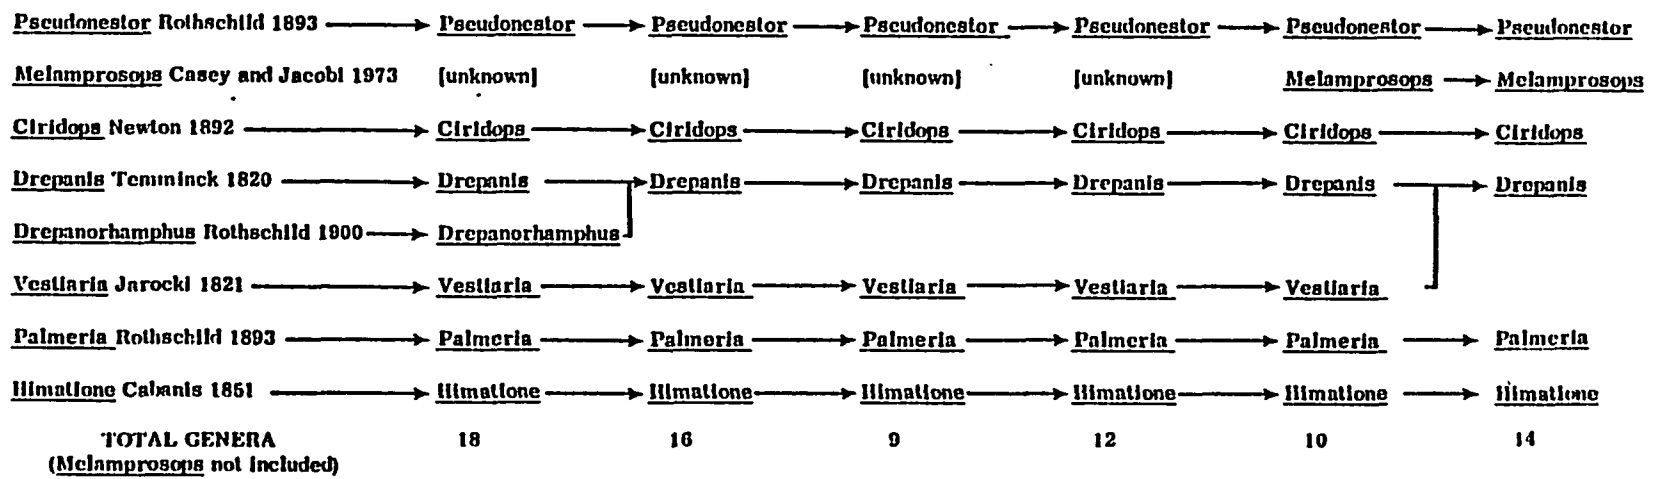 Pseudonestor Rothschild 1893 Pseudonestor Pseudonestor Pseudonestor Pseudonestor Pseudonestor Pseudonestor
Melamprosops Casey and Jacobi 1973 [unknown] [unknown] [unknown] [unknown] Melamprosops Melamprosops
Ciridops Newton 1892 Ciridops Ciridops Ciridops Ciridops Ciridops Ciridops
Drepanis Temminck 1820 Drepanis Drepanis Drepanis Drepanis Drepanis Drepanis
Drepanorhamphus Rothschild 1900 Drepanorhamphus
Vestiaria Jarocki 1821 Vestiaria Vestiaria Vestiaria Vestiaria Vestiaria
Palmeria Rothschild 1893 Palmeria Palmeria Palmeria Palmeria Palmeria Palmeria
Himatione Cabanis 1851 Himatione Himatione Himatione Himatione Himatione Himatione
TOTAL GENERA 18 16 9 12 10 14
(Melamprosops not included)